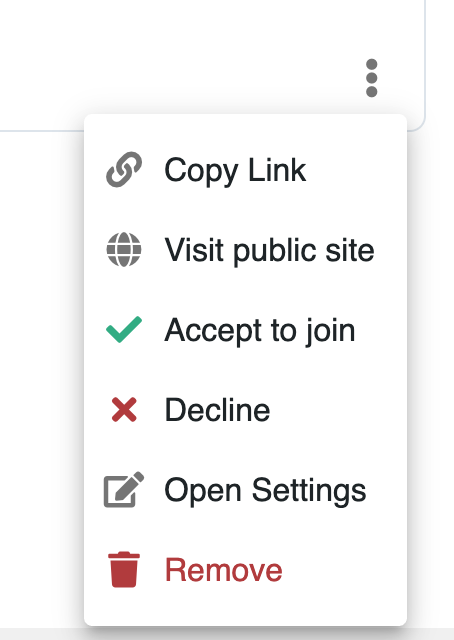 Copy Link
Visit public site
Accept to join
Decline
Open Settings
Remove